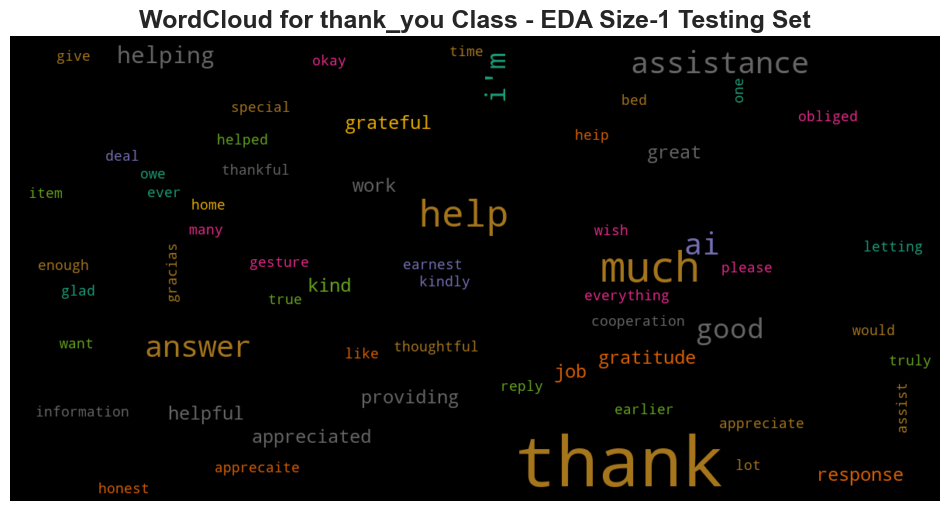 WordCloud for thank_you Class - EDA Size-1 Testing Set
give
helping
okay
time
i'm
assistance
one
special
bed
obliged
grateful
helped
heip
deal
thankful
great
owe
work
item
ever
home
help
many
wish
ai
letting
enough
gracias
gesture
earnest
much
please
glad
kind
kindly
true
everything
cooperation
good
would
want
answer
like
thoughtful
gratitude
truly
job
reply
information
helpful
providing
earlier
assist
appreciated
appreciate
apprecaite
thank
lot
response
honest